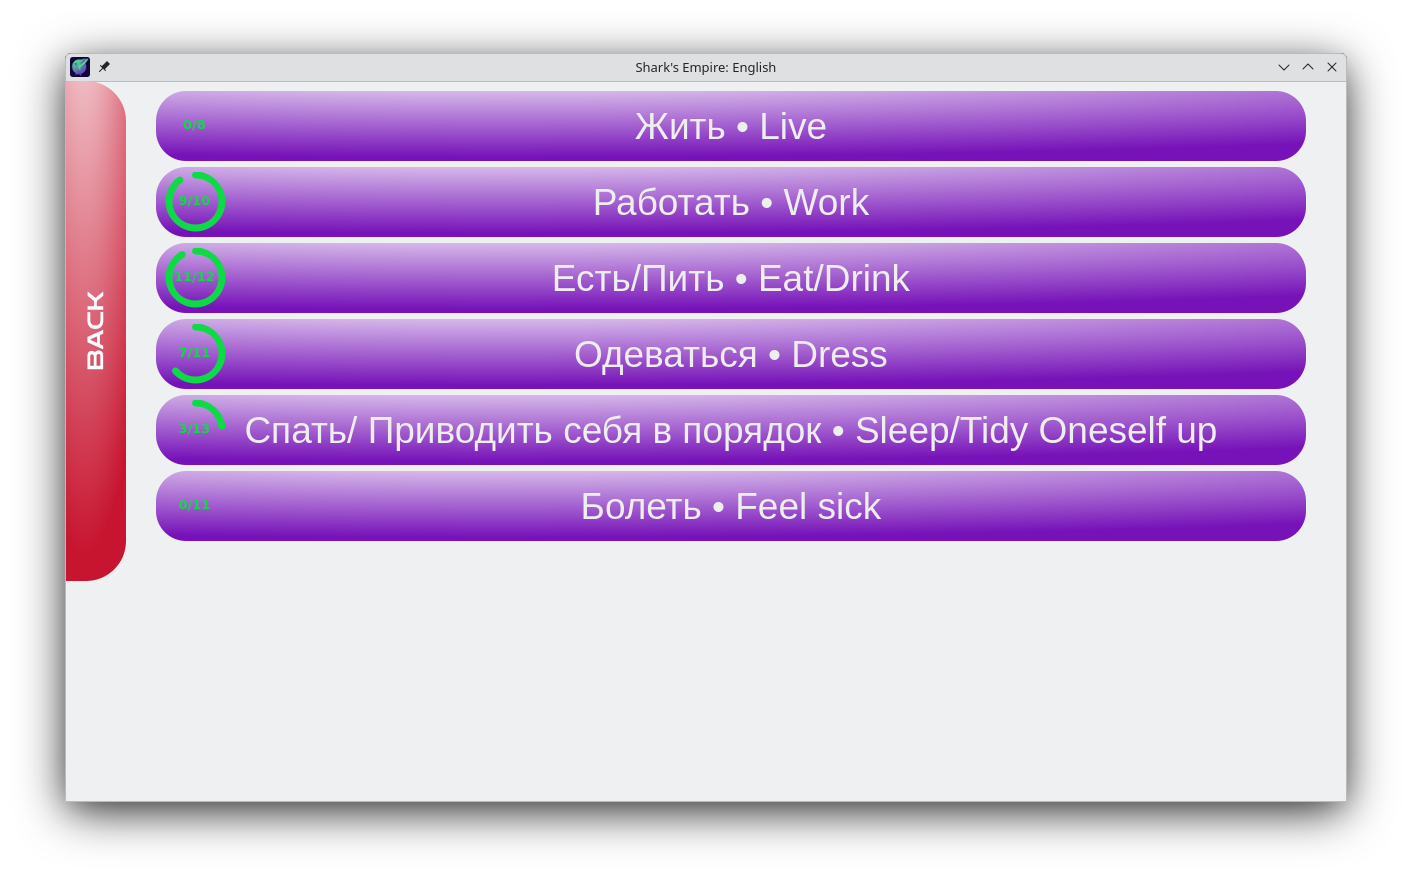 Shark's Empire: English
BACK
0/8
Жить • Live
9/10
Работать • Work
11/12
Есть/Пить • Eat/Drink
7/11
Одеваться • Dress
3/13
Спать/ Приводить себя в порядок • Sleep/Tidy Oneself up
0/11
Болеть • Feel sick